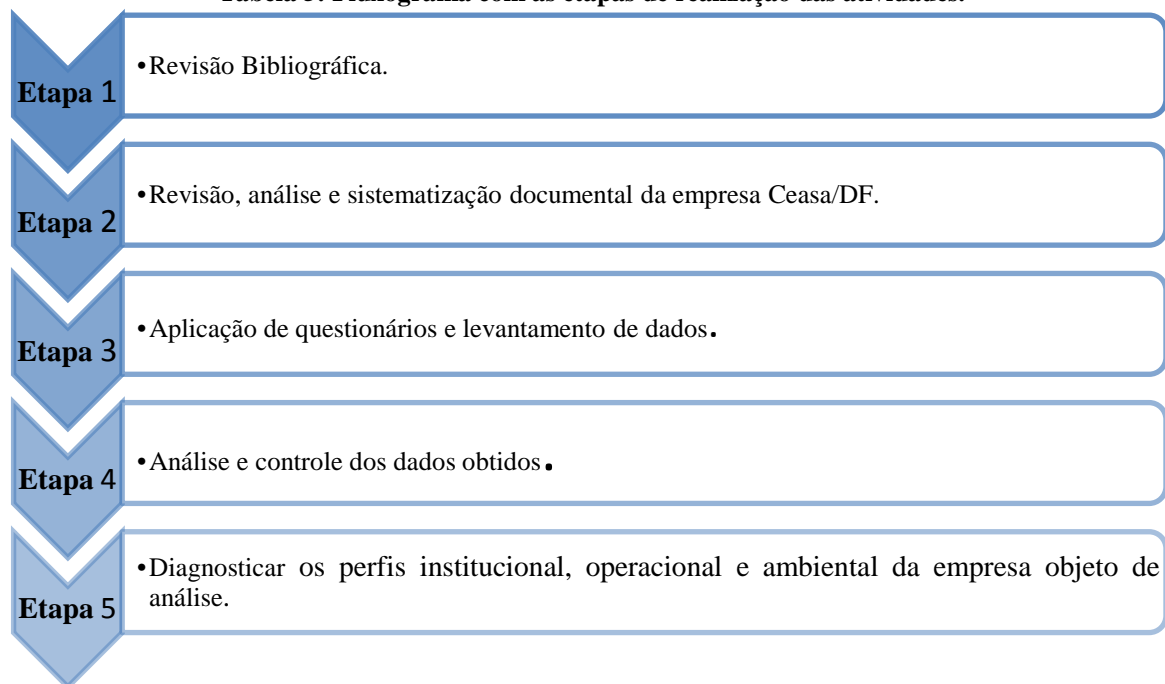 Etapa 1
•Revisão Bibliográfica.
Etapa 2
•Revisão, análise e sistematização documental da empresa Ceasa/DF.
Etapa 3
•Aplicação de questionários e levantamento de dados.
Etapa 4
•Análise e controle dos dados obtidos.
Etapa 5
•Diagnosticar os perfis institucional, operacional e ambiental da empresa objeto de
análise.